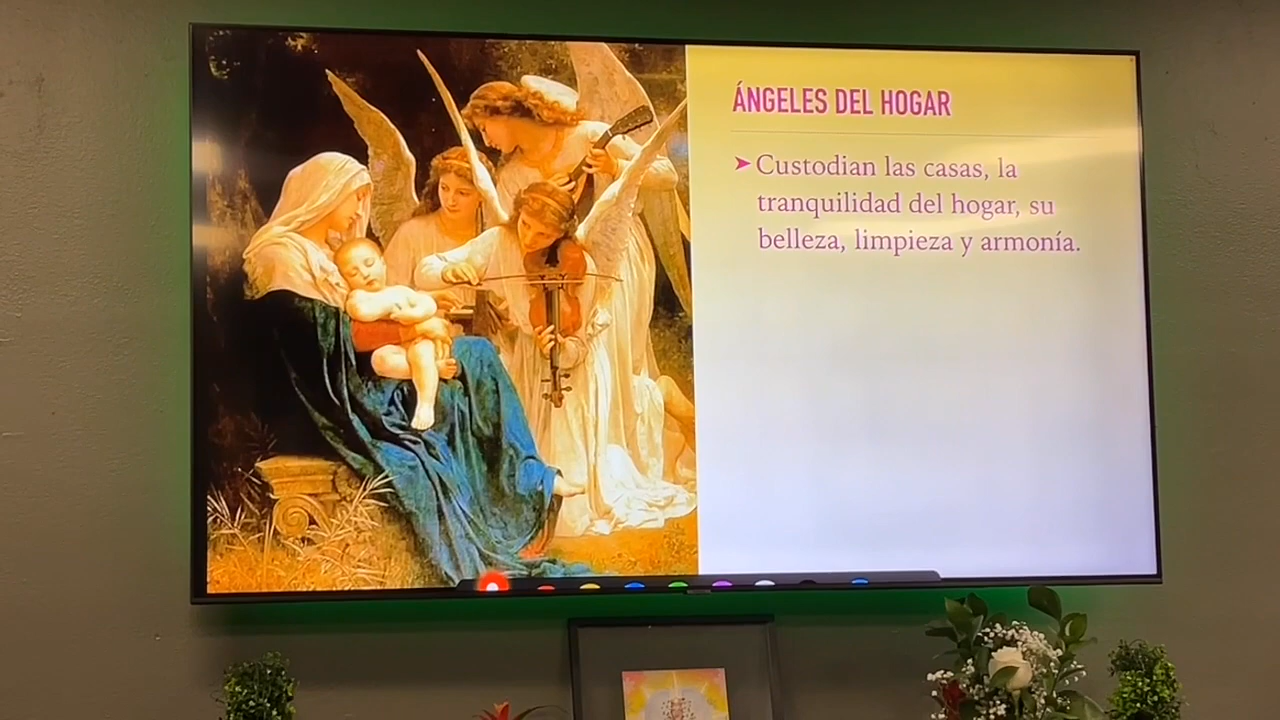 ÁNGELES DEL HOGAR
➤ Custodian las casas, la
tranquilidad del hogar, su
belleza, limpieza y armonía.